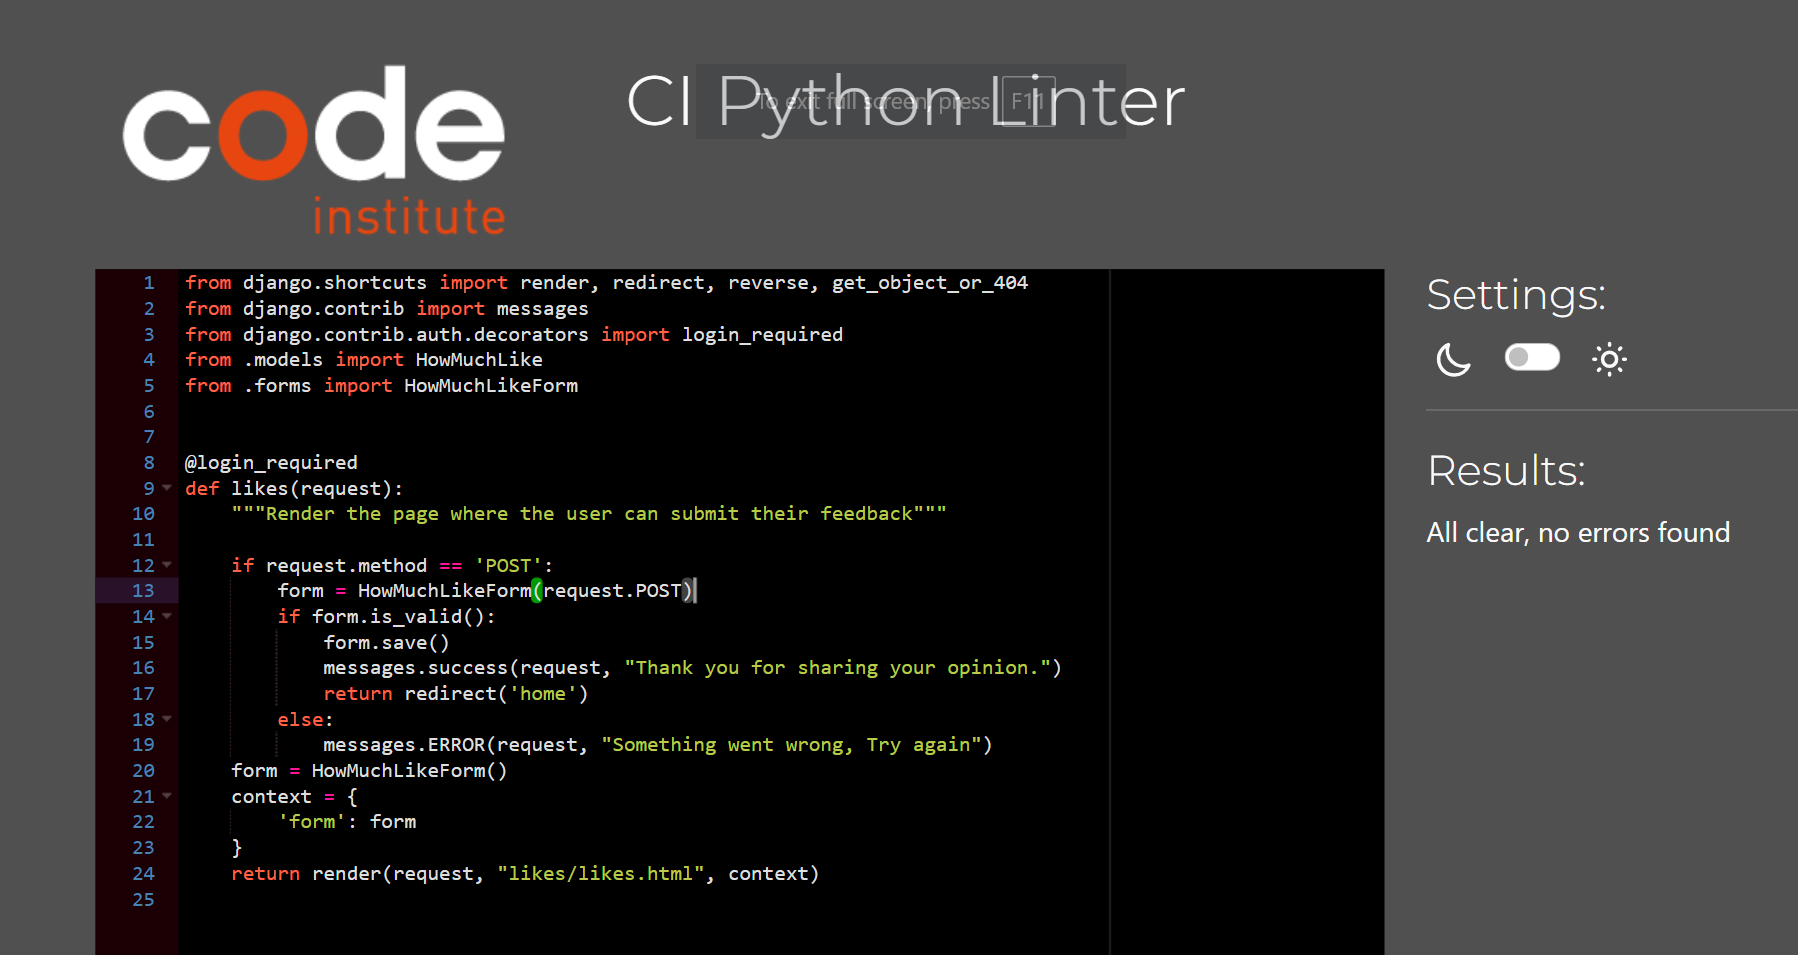 code
institute
CI Python Linter
To exit full screen, press F11
1 from django.shortcuts import render, redirect, reverse, get_object_or_404
2 from django.contrib import messages
3 from django.contrib.auth.decorators import login_required
4 from .models import HowMuchLike
5 from .forms import HowMuchLikeForm
6
7
8 @login_required
9 def likes(request):
10     """Render the page where the user can submit their feedback"""
11
12     if request.method == 'POST':
13         form = HowMuchLikeForm(request.POST)
14         if form.is_valid():
15             form.save()
16             messages.success(request, "Thank you for sharing your opinion.")
17             return redirect('home')
18         else:
19             messages.ERROR(request, "Something went wrong, Try again")
20     form = HowMuchLikeForm()
21     context = {
22         'form': form
23     }
24     return render(request, "likes/likes.html", context)
25
Settings:
Results:
All clear, no errors found